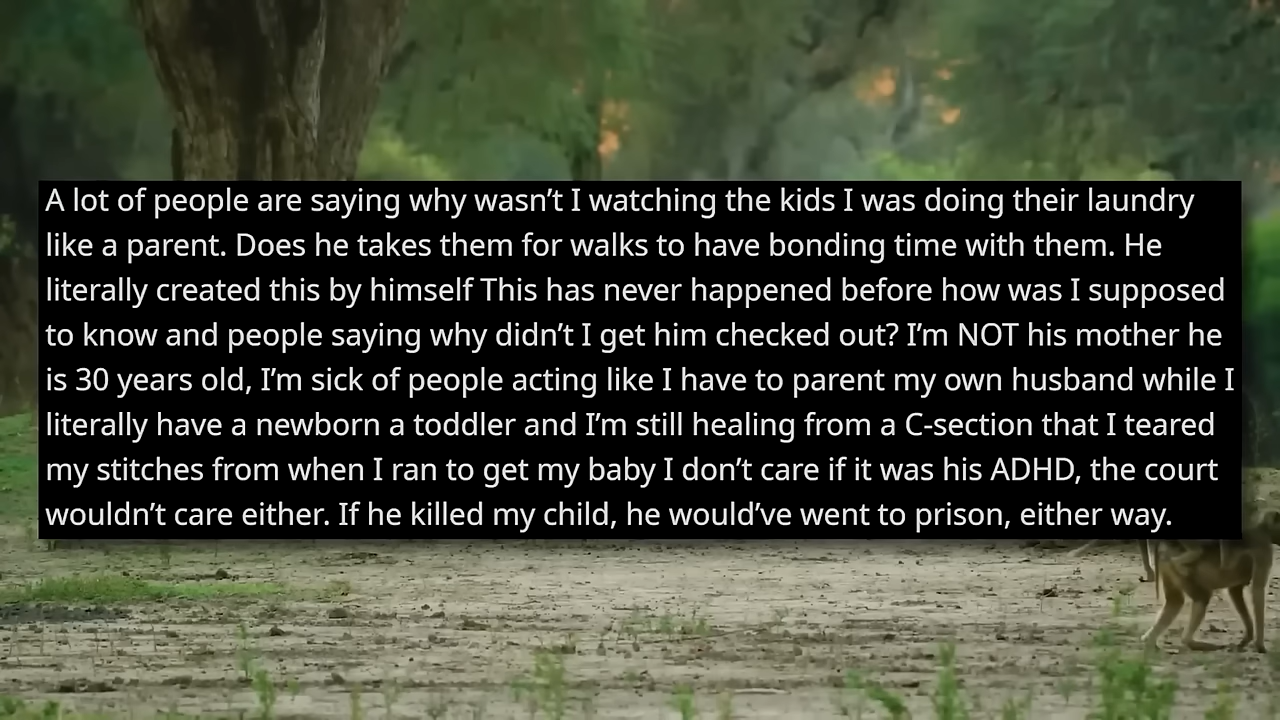 A lot of people are saying why wasn’t I watching the kids I was doing their laundry
like a parent. Does he takes them for walks to have bonding time with them. He
literally created this by himself This has never happened before how was I supposed
to know and people saying why didn’t I get him checked out? I’m NOT his mother he
is 30 years old, I’m sick of people acting like I have to parent my own husband while I
literally have a newborn a toddler and I’m still healing from a C-section that I teared
my stitches from when I ran to get my baby I don’t care if it was his ADHD, the court
wouldn’t care either. If he killed my child, he would’ve went to prison, either way.